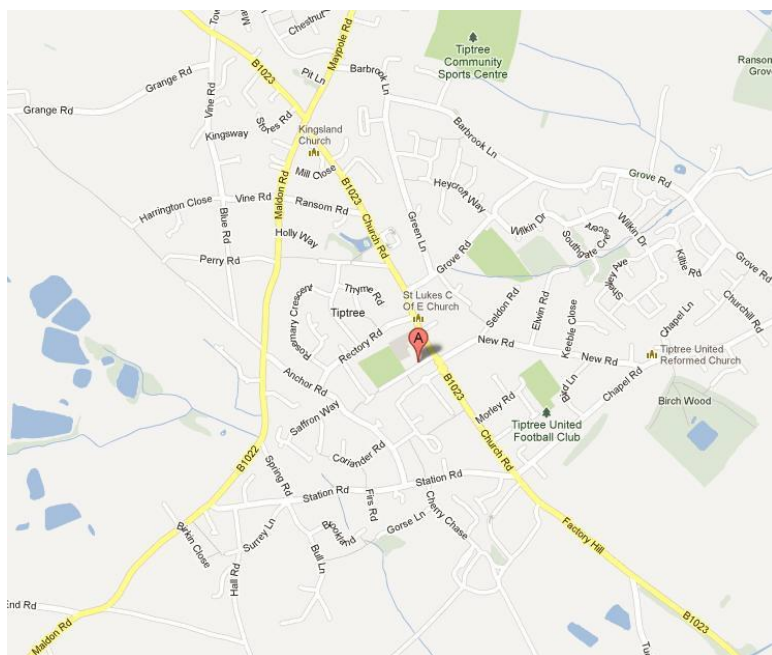 Chestnut
Maypole Rd
B1023
Pit Ln
Barbrook Ln
Tiptree
Community
Sports Centre
Grange Rd
Grange Rd
Vine Rd
Stores Rd
Kingsway
Kingsland
Church
Barbrook Ln
Grove Rd
Mill Close
B1023
Heycroft Way
Harrington Close
Vine Rd
Ransom Rd
Maldon Rd
Blue Rd
Church Rd
Green Ln
Wilkin Dr
Wilkin Dr
Holly Way
Grove Rd
Kiltie Rd
Grove Rd
Perry Rd
Thyme Rd
Tiptree
St Lukes C
Of E Church
Seldon Rd
Elwin Rd
Keeble Close
Chapel Ln
Churchill Rd
Rosemary Crescent
Rectory Rd
A
New Rd
New Rd
Tiptree United
Reformed Church
Anchor Rd
B1023
Chapel Rd
Birch Wood
Saffron Way
Morley Rd
Tiptree United
Football Club
Coriander Rd
Church Rd
B1022
Spring Rd
Station Rd
Station Rd
Firs Rd
Cherry Chase
Gorse Ln
Birkin Close
Surrey Ln
Bull Ln
Hall Rd
Factory Hill
End Rd
Maldon Rd
B1023